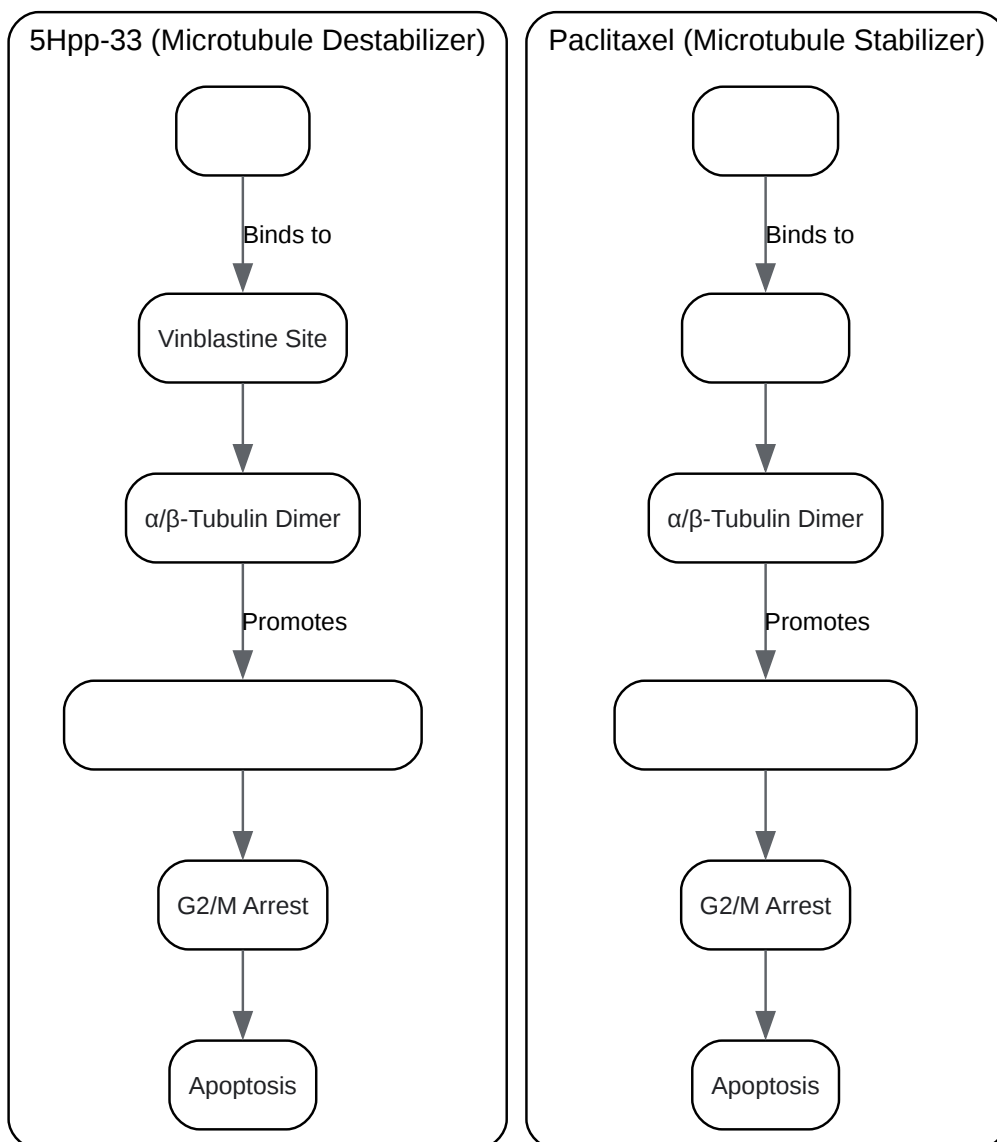 5Hpp-33 (Microtubule Destabilizer)
Binds to
Vinblastine Site
α/β-Tubulin Dimer
Promotes
G2/M Arrest
Apoptosis
Paclitaxel (Microtubule Stabilizer)
Binds to
α/β-Tubulin Dimer
Promotes
G2/M Arrest
Apoptosis